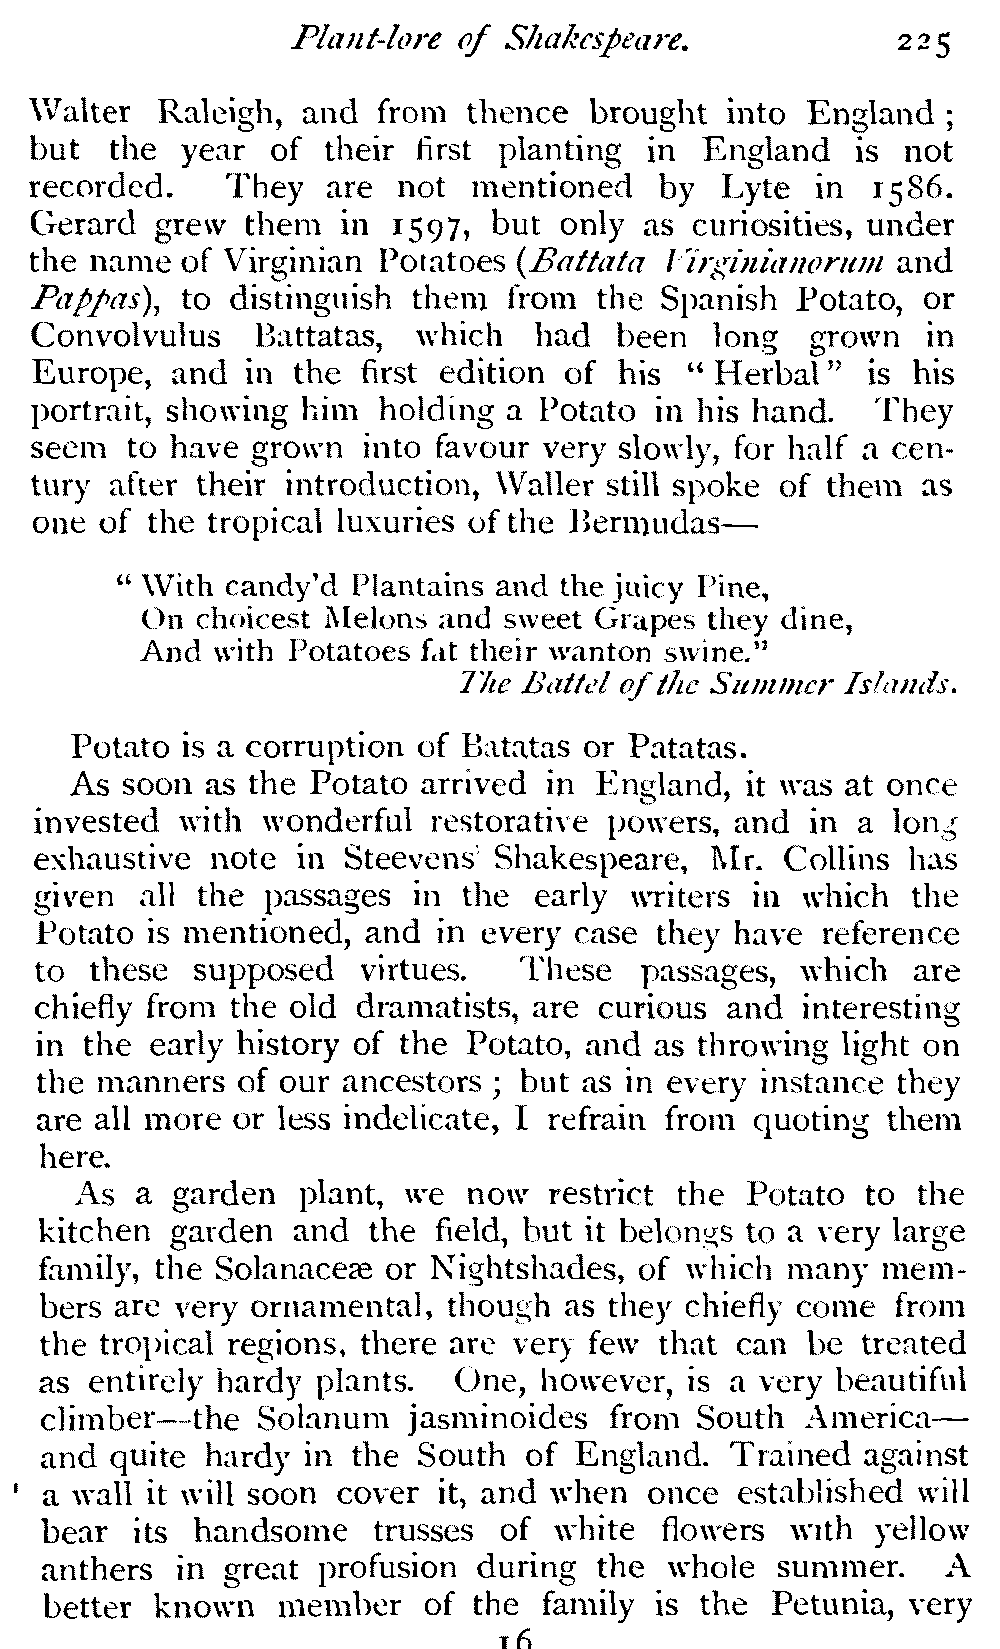 Plant-lore of Shakespeare. 225
Walter Raleigh, and from thence brought into England ;
but the year of their first planting in England is not
recorded. They are not mentioned by Lyte in 1586.
Gerard grew them in 1597, but only as curiosities, under
the name of Virginian Potatoes (Battata Virginianorum and
Pappas), to distinguish them from the Spanish Potato, or
Convolvulus Battatas, which had been long grown in
Europe, and in the first edition of his “ Herbal ” is his
portrait, showing him holding a Potato in his hand. They
seem to have grown into favour very slowly, for half a cen-
tury after their introduction, Waller still spoke of them as
one of the tropical luxuries of the Bermudas—
“ With candy'd Plantains and the juicy Pine,
On choicest Melons and sweet Grapes they dine,
And with Potatoes fat their wanton swine.”
The Battel of the Summer Islands.
Potato is a corruption of Batatas or Patatas.
As soon as the Potato arrived in England, it was at once
invested with wonderful restorative powers, and in a long
exhaustive note in Steevens' Shakespeare, Mr. Collins has
given all the passages in the early writers in which the
Potato is mentioned, and in every case they have reference
to these supposed virtues. These passages, which are
chiefly from the old dramatists, are curious and interesting
in the early history of the Potato, and as throwing light on
the manners of our ancestors ; but as in every instance they
are all more or less indelicate, I refrain from quoting them
here.
As a garden plant, we now restrict the Potato to the
kitchen garden and the field, but it belongs to a very large
family, the Solanaceæ or Nightshades, of which many mem-
bers are very ornamental, though as they chiefly come from
the tropical regions, there are very few that can be treated
as entirely hardy plants. One, however, is a very beautiful
climber—the Solanum jasminoides from South America—
and quite hardy in the South of England. Trained against
a wall it will soon cover it, and when once established will
bear its handsome trusses of white flowers with yellow
anthers in great profusion during the whole summer. A
better known member of the family is the Petunia, very
16